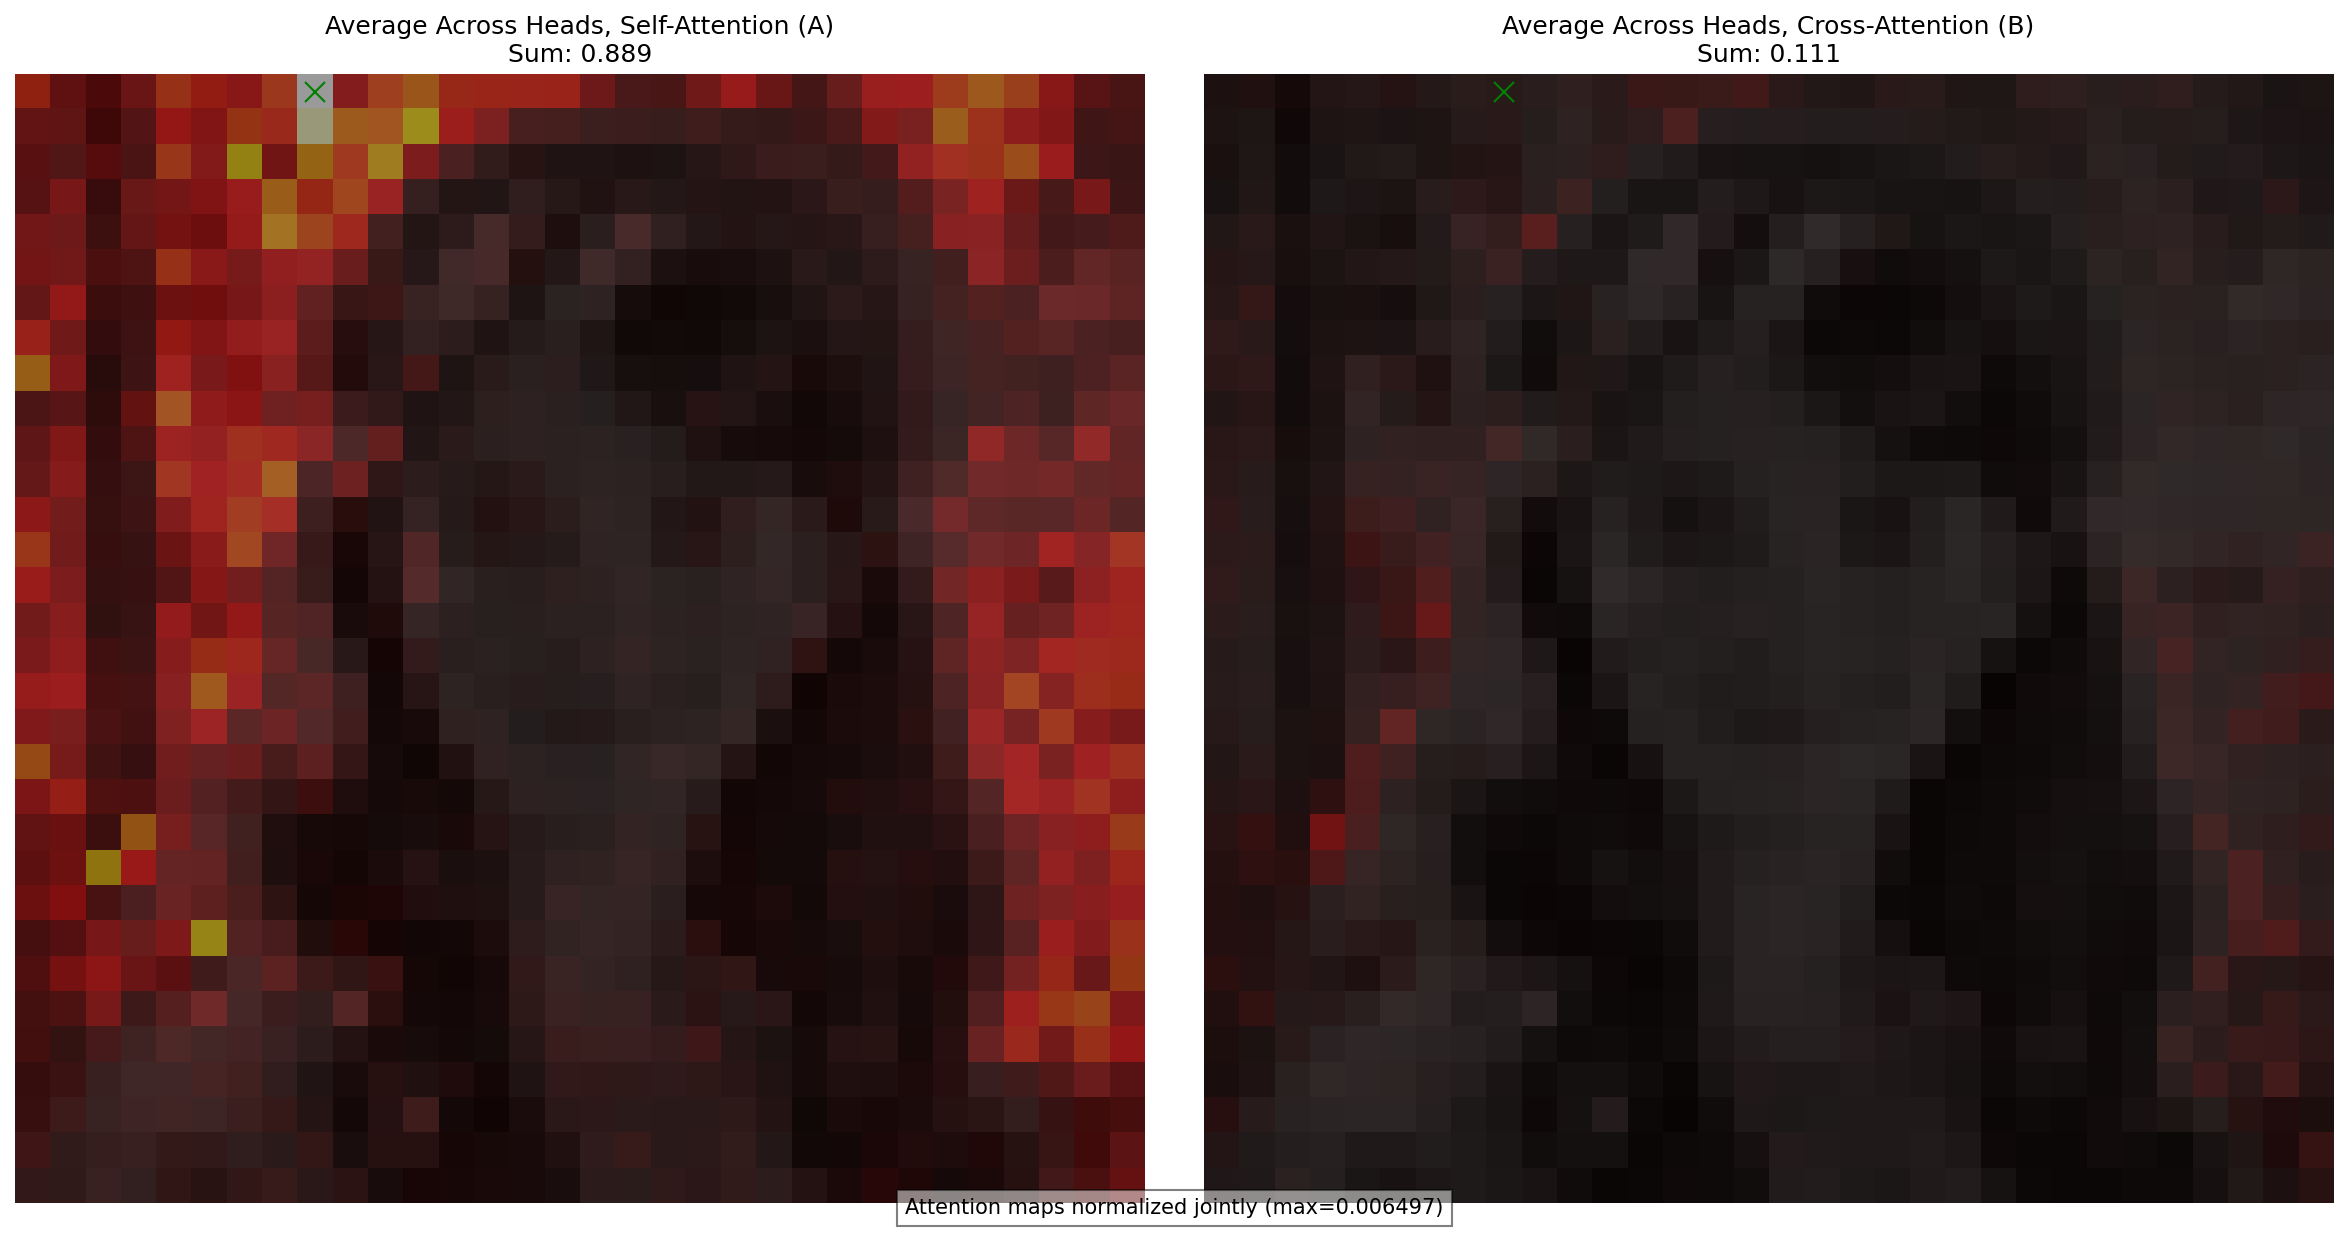 Average Across Heads, Self-Attention (A)
Sum: 0.889
Average Across Heads, Cross-Attention (B)
Sum: 0.111
Attention maps normalized jointly (max=0.006497)